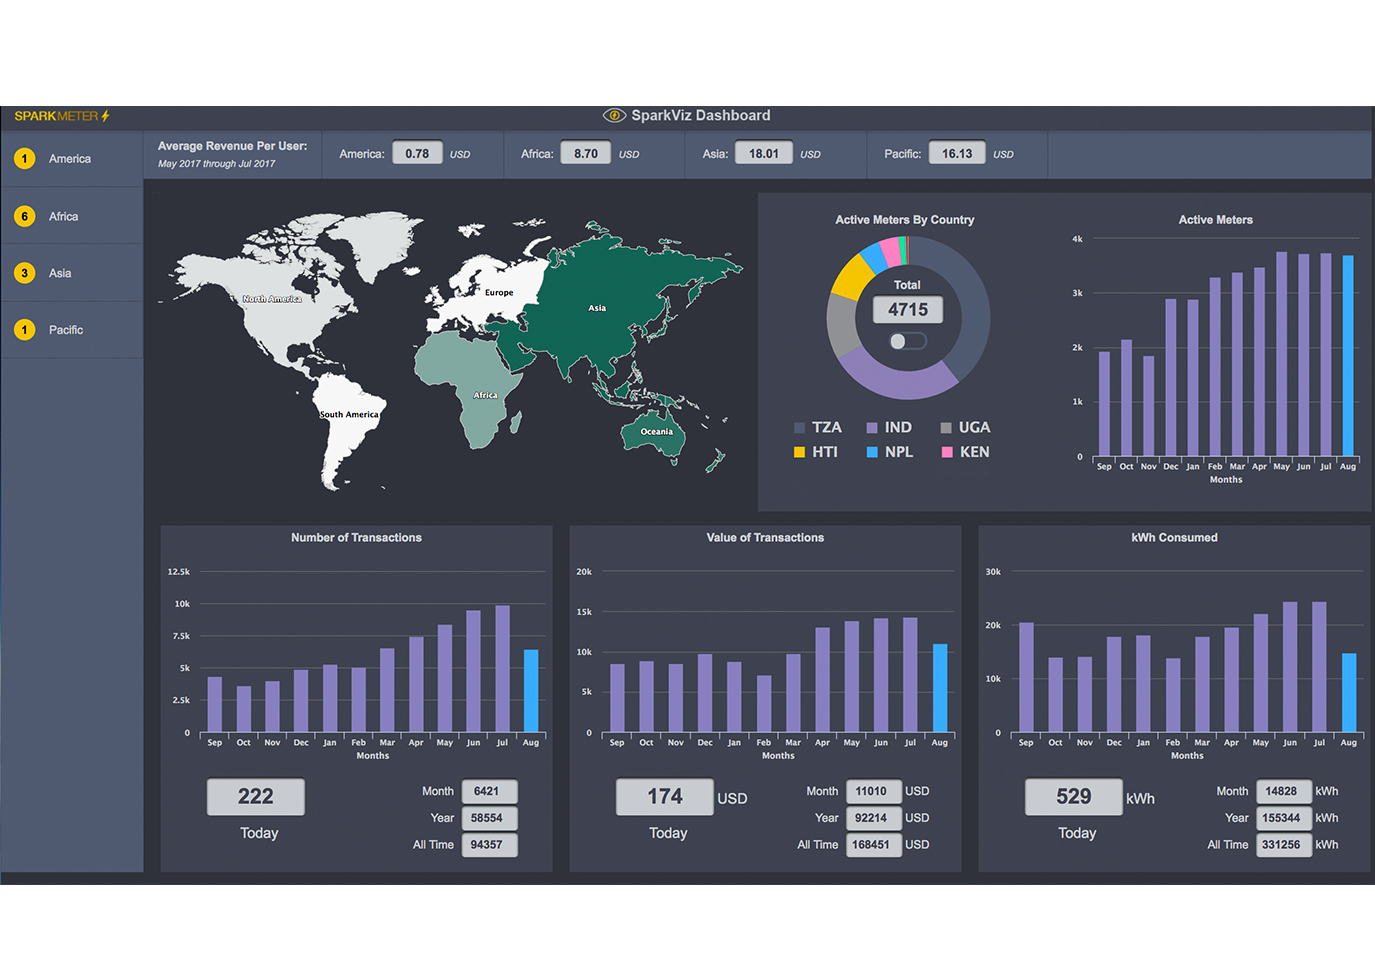 SPARKMETER
SparkViz Dashboard
1 America
6 Africa
3 Asia
1 Pacific
Average Revenue Per User:
May 2017 through Jul 2017
America: 0.78 USD
Africa: 8.70 USD
Asia: 18.01 USD
Pacific: 16.13 USD
North America
Europe
Asia
Africa
South America
Oceania
Active Meters By Country
Total
4715
TZA IND UGA
HTI NPL KEN
Active Meters
4k
3k
2k
1k
0
Sep Oct Nov Dec Jan Feb Mar Apr May Jun Jul Aug
Months
Number of Transactions
12.5k
10k
7.5k
5k
2.5k
0
Sep Oct Nov Dec Jan Feb Mar Apr May Jun Jul Aug
Months
222
Today
Month 6421
Year 58554
All Time 94357
Value of Transactions
20k
15k
10k
5k
0
Sep Oct Nov Dec Jan Feb Mar Apr May Jun Jul Aug
Months
174 USD
Today
Month 11010 USD
Year 92214 USD
All Time 168451 USD
kWh Consumed
30k
20k
10k
0
Sep Oct Nov Dec Jan Feb Mar Apr May Jun Jul Aug
Months
529 kWh
Today
Month 14828 kWh
Year 155344 kWh
All Time 331256 kWh